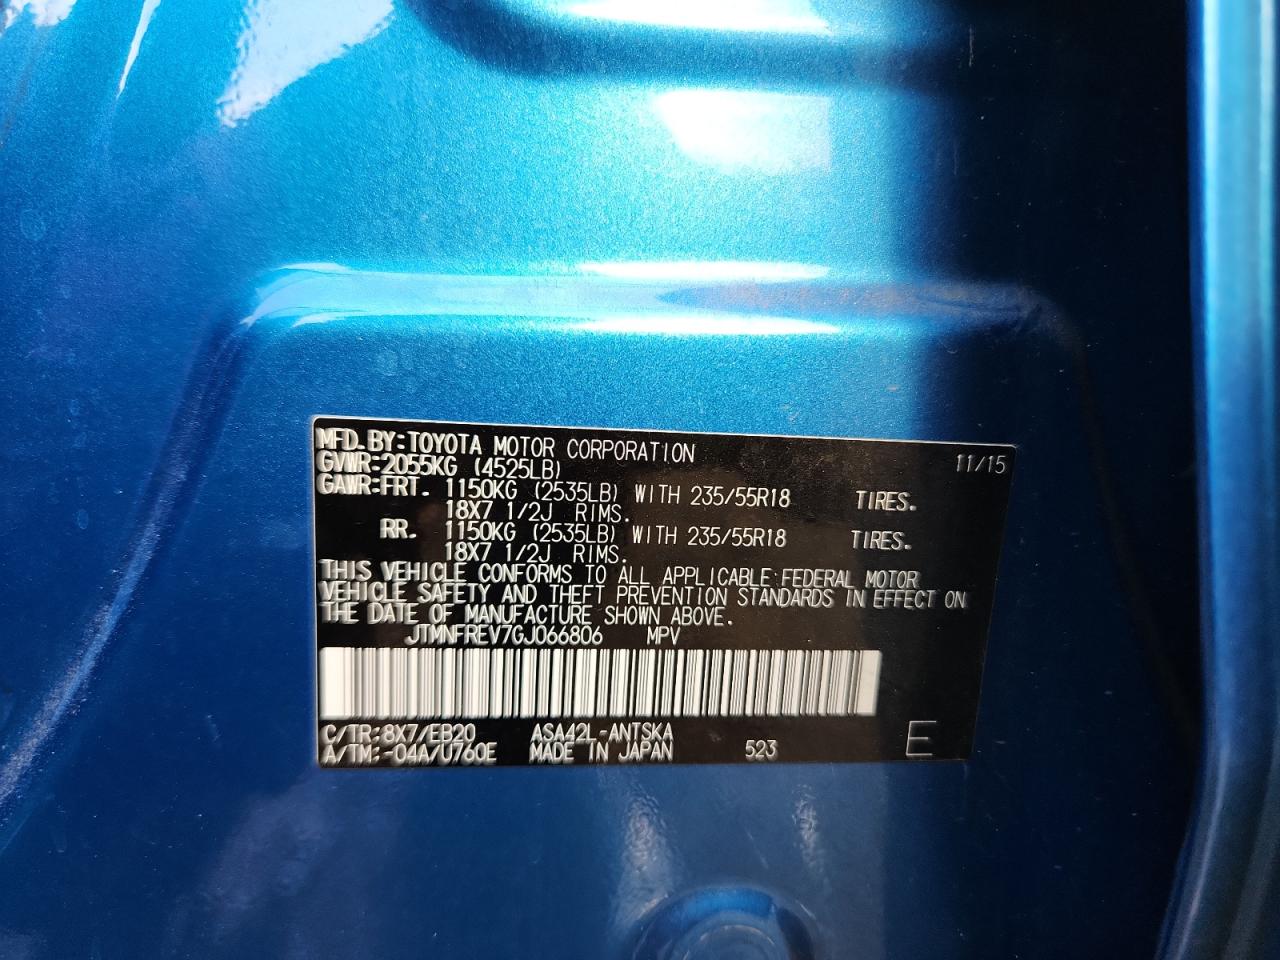 MFD.BY:TOYOTA MOTOR CORPORATION 11/15
GVWR:2055KG (4525LB)
GAWR:FRT. 1150KG (2535LB) WITH 235/55R18 TIRES.
18X7 1/2J RIMS.
RR. 1150KG (2535LB) WITH 235/55R18 TIRES.
18X7 1/2J RIMS.
THIS VEHICLE CONFORMS TO ALL APPLICABLE FEDERAL MOTOR
VEHICLE SAFETY AND THEFT PREVENTION STANDARDS IN EFFECT ON
THE DATE OF MANUFACTURE SHOWN ABOVE.
JTMNFREV7GJ066806 MPV
C/TR:8X7/EB20 ASA42L-ANTSKA
A/TM:-04A/U760E MADE IN JAPAN 523 E